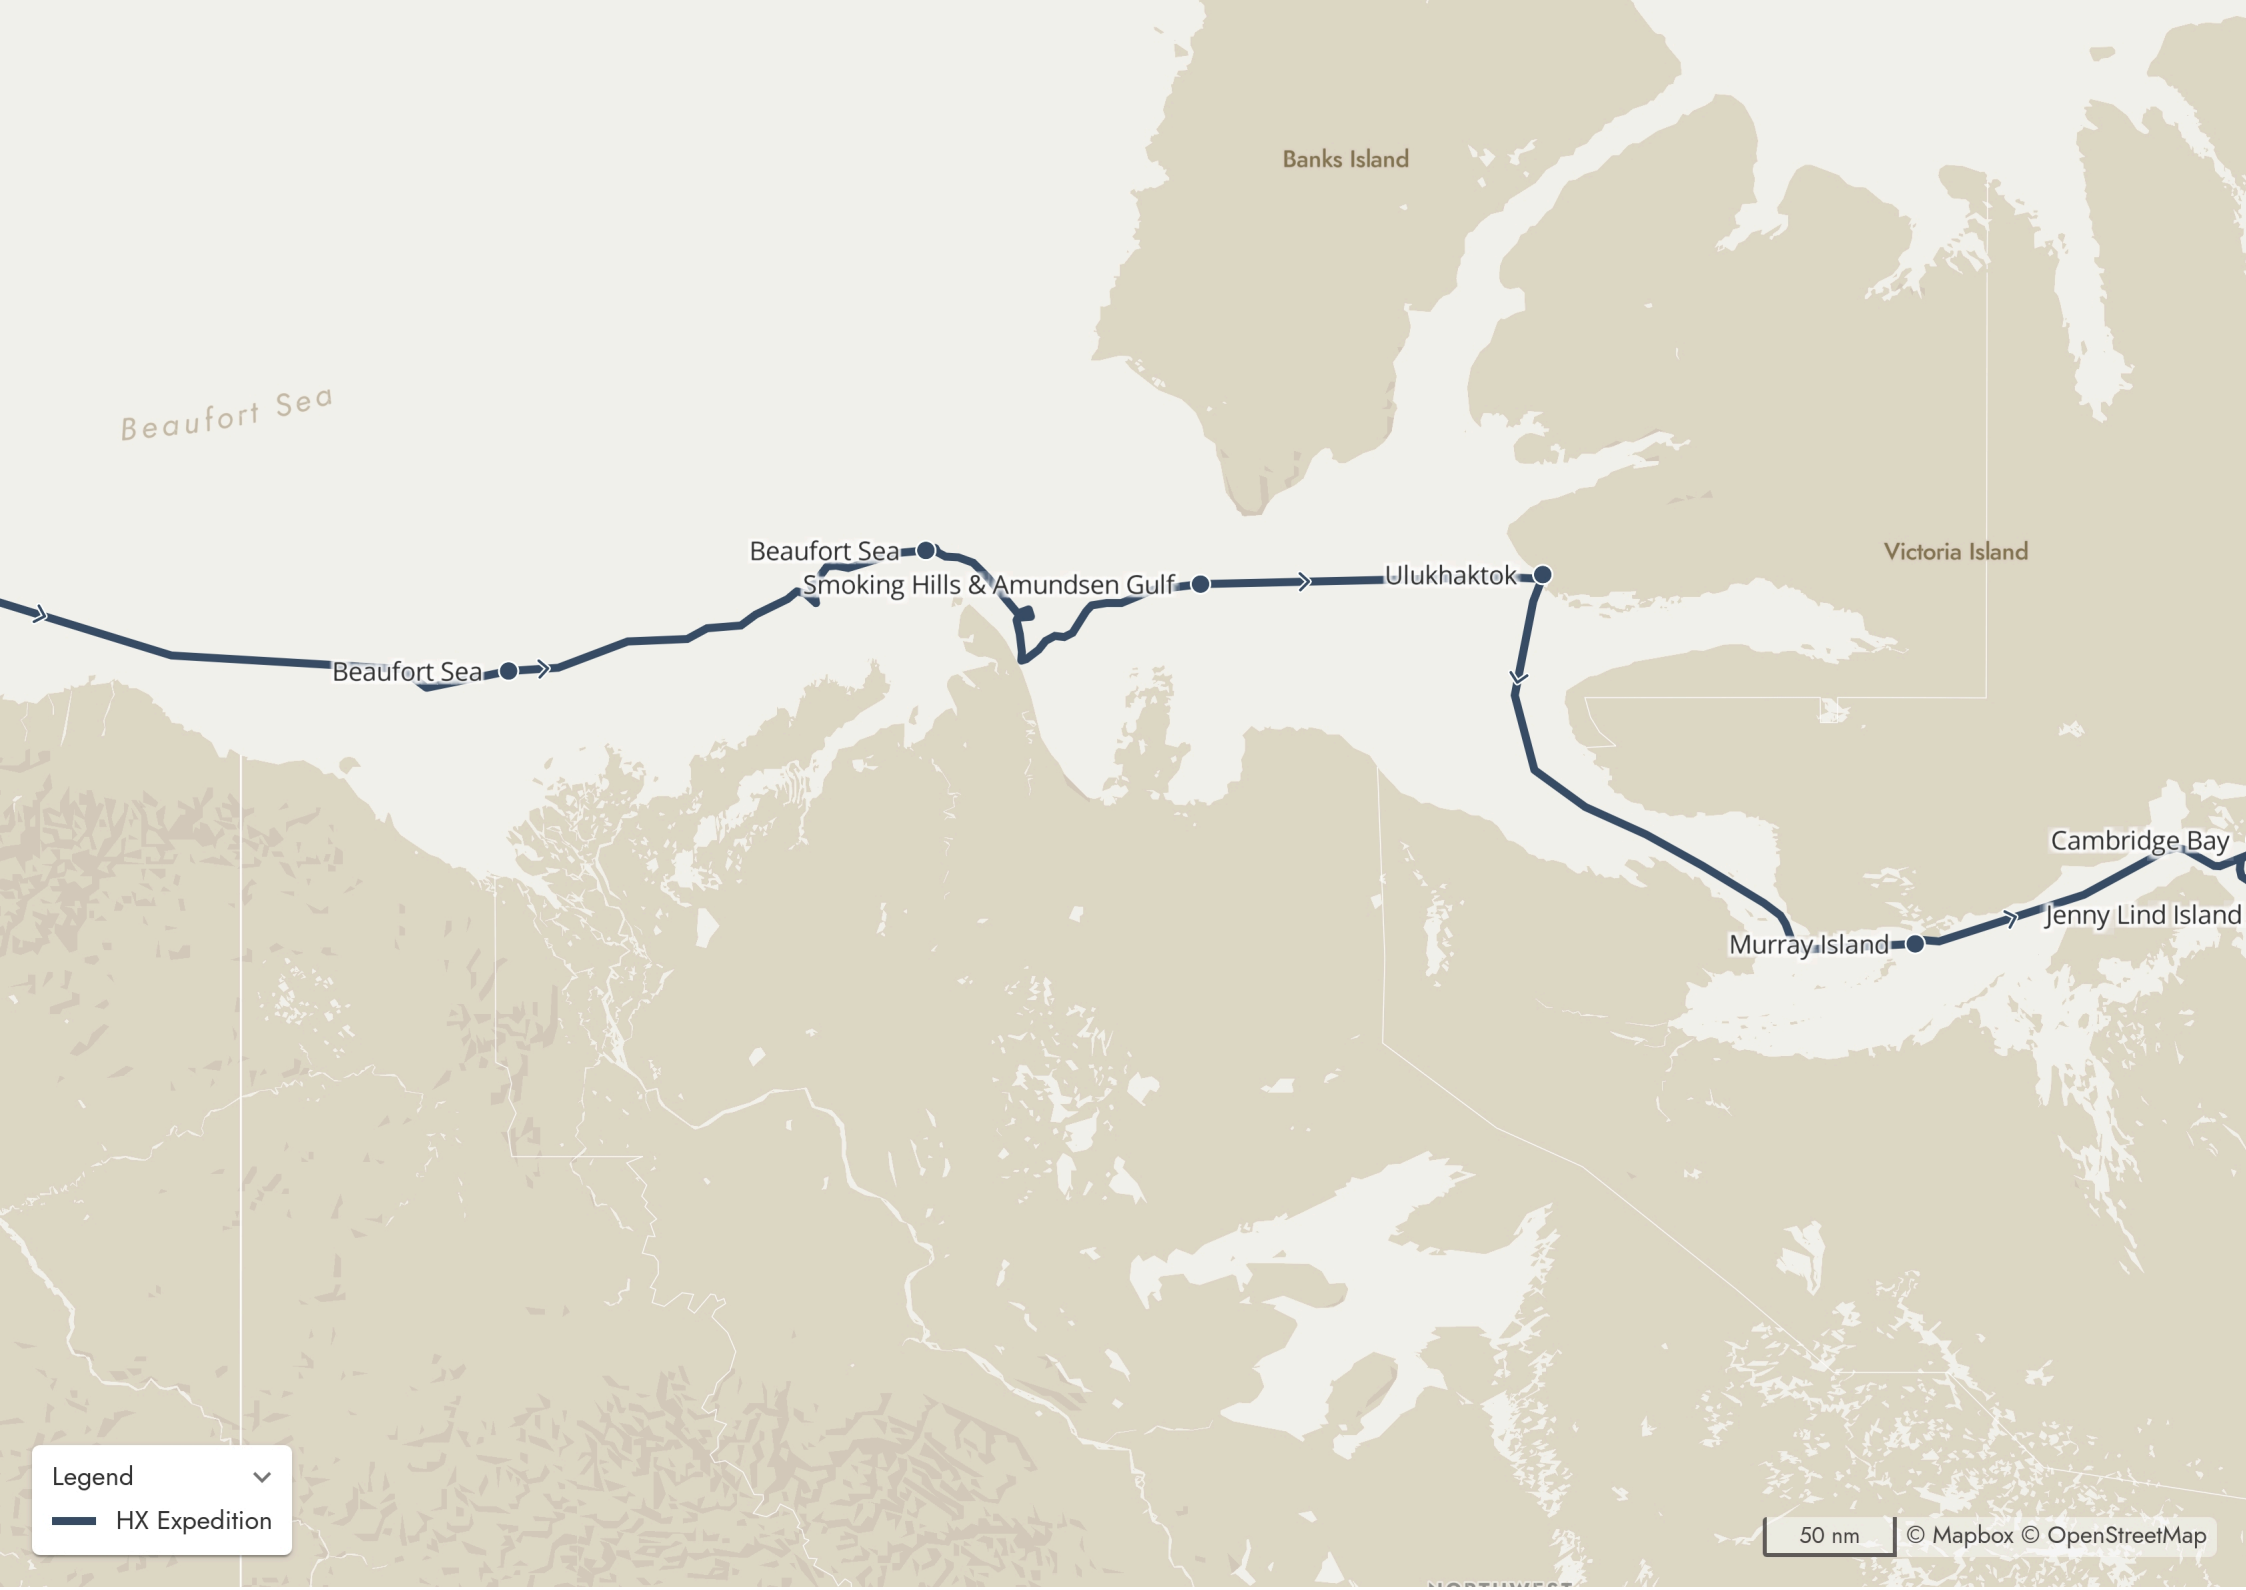 Banks Island
Beaufort Sea
Beaufort Sea
Victoria Island
Smoking Hills & Amundsen Gulf
Ulukhaktok
Beaufort Sea
Cambridge Bay
Jenny Lind Island
Murray Island
Legend
HX Expedition
50 nm
© Mapbox © OpenStreetMap
NORTHWEST